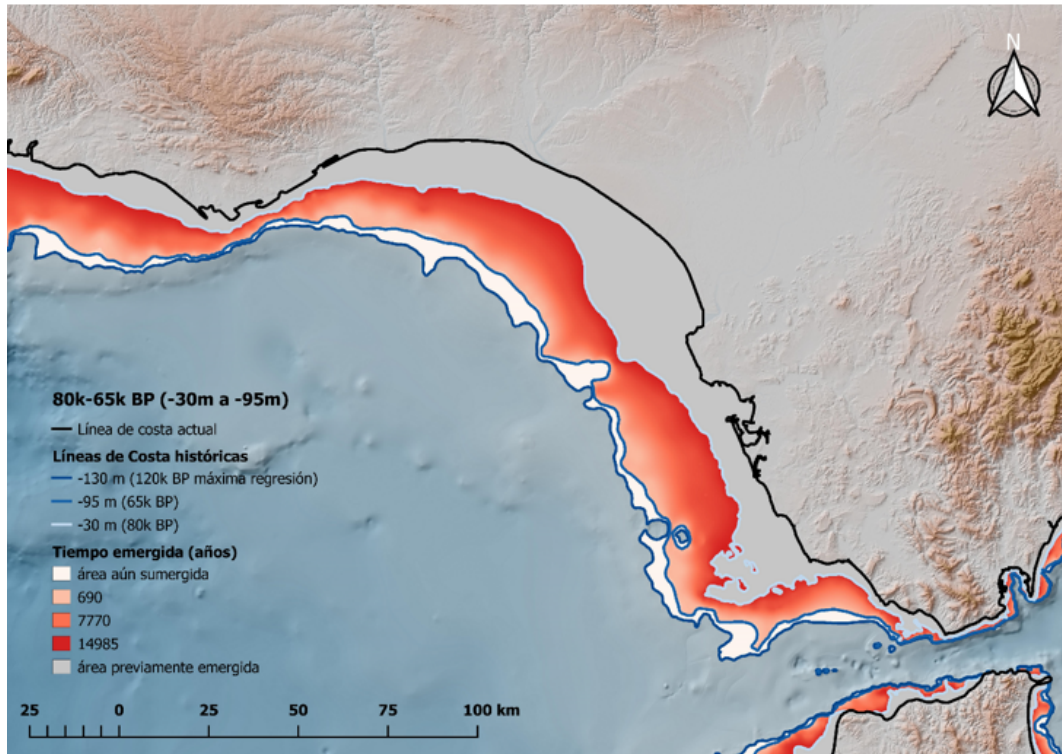 N
80k-65k BP (-30m a -95m)
Línea de costa actual
Líneas de Costa históricas
-130 m (120k BP máxima regresión)
-95 m (65k BP)
-30 m (80k BP)
Tiempo emergida (años)
área aún sumergida
690
7770
14985
área previamente emergida
25 0 25 50 75 100 km